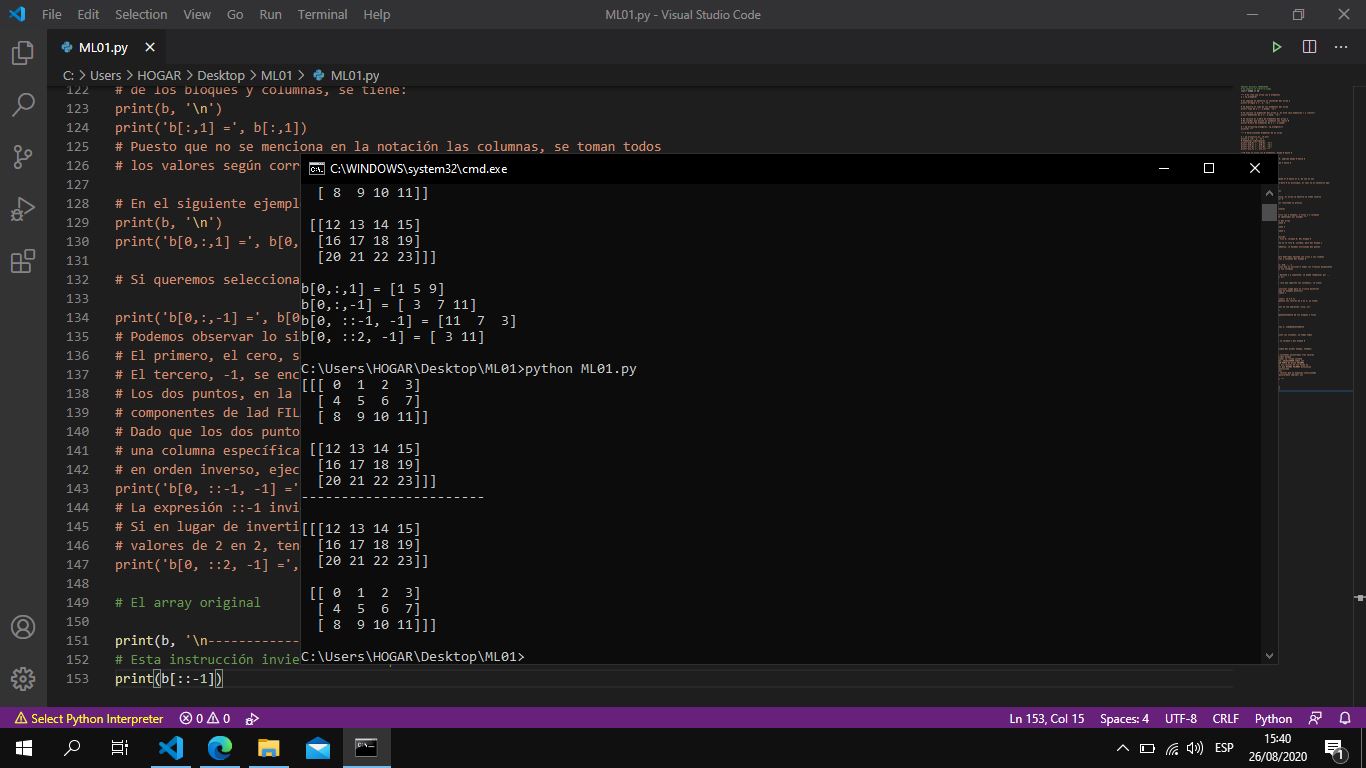 File Edit Selection View Go Run Terminal Help ML01.py - Visual Studio Code
ML01.py
C: > Users > HOGAR > Desktop > ML01 > ML01.py
122 # de los bloques y columnas, se tiene:
123 print(b, '\n')
124 print('b[:,1] =', b[:,1])
125 # Puesto que no se menciona en la notación las columnas, se toman todos
126 # los valores según corr
127
128 # En el siguiente ejempl
129 print(b, '\n')
130 print('b[0,:,1] =', b[0,
131
132 # Si queremos selecciona
133
134 print('b[0,:,-1] =', b[0
135 # Podemos observar lo si
136 # El primero, el cero, s
137 # El tercero, -1, se enc
138 # Los dos puntos, en la
139 # componentes de lad FIL
140 # Dado que los dos punto
141 # una columna específica
142 # en orden inverso, ejec
143 print('b[0, ::-1, -1] ='
144 # La expresión ::-1 invi
145 # Si en lugar de inverti
146 # valores de 2 en 2, ten
147 print('b[0, ::2, -1] =',
148
149 # El array original
150
151 print(b, '\n------------
152 # Esta instrucción invie
153 print(b[::-1])
C:\WINDOWS\system32\cmd.exe
[ 8  9 10 11]]
[[12 13 14 15]
[16 17 18 19]
[20 21 22 23]]]
b[0,:,1] = [1 5 9]
b[0,:,-1] = [ 3  7 11]
b[0, ::-1, -1] = [11  7  3]
b[0, ::2, -1] = [ 3 11]
C:\Users\HOGAR\Desktop\ML01>python ML01.py
[[[ 0  1  2  3]
[ 4  5  6  7]
[ 8  9 10 11]]
[[12 13 14 15]
[16 17 18 19]
[20 21 22 23]]]
-----------------------
[[[12 13 14 15]
[16 17 18 19]
[20 21 22 23]]
[[ 0  1  2  3]
[ 4  5  6  7]
[ 8  9 10 11]]]
C:\Users\HOGAR\Desktop\ML01>
Select Python Interpreter 0 0 Ln 153, Col 15 Spaces: 4 UTF-8 CRLF Python
ESP 15:40
26/08/2020 1